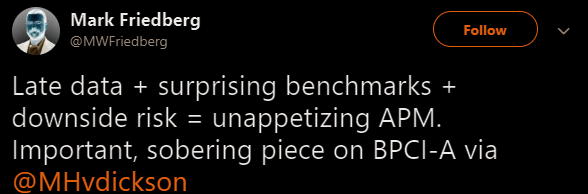 Mark Friedberg
@MWFriedberg
Follow
Late data + surprising benchmarks +
downside risk = unappetizing APM.
Important, sobering piece on BPCI-A via
@MHvdickson